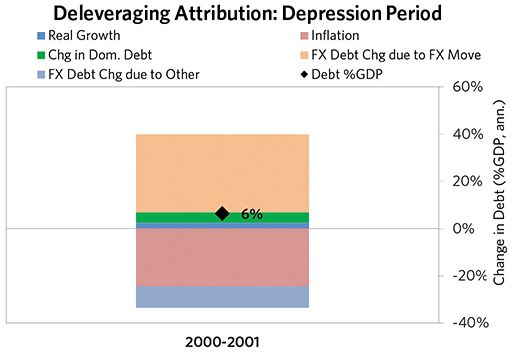 Deleveraging Attribution: Depression Period
Real Growth
Inflation
Chg in Dom. Debt
FX Debt Chg due to FX Move
FX Debt Chg due to Other
Debt %GDP
60%
40%
20%
0%
-20%
-40%
Change in Debt (%GDP, ann.)
6%
2000-2001